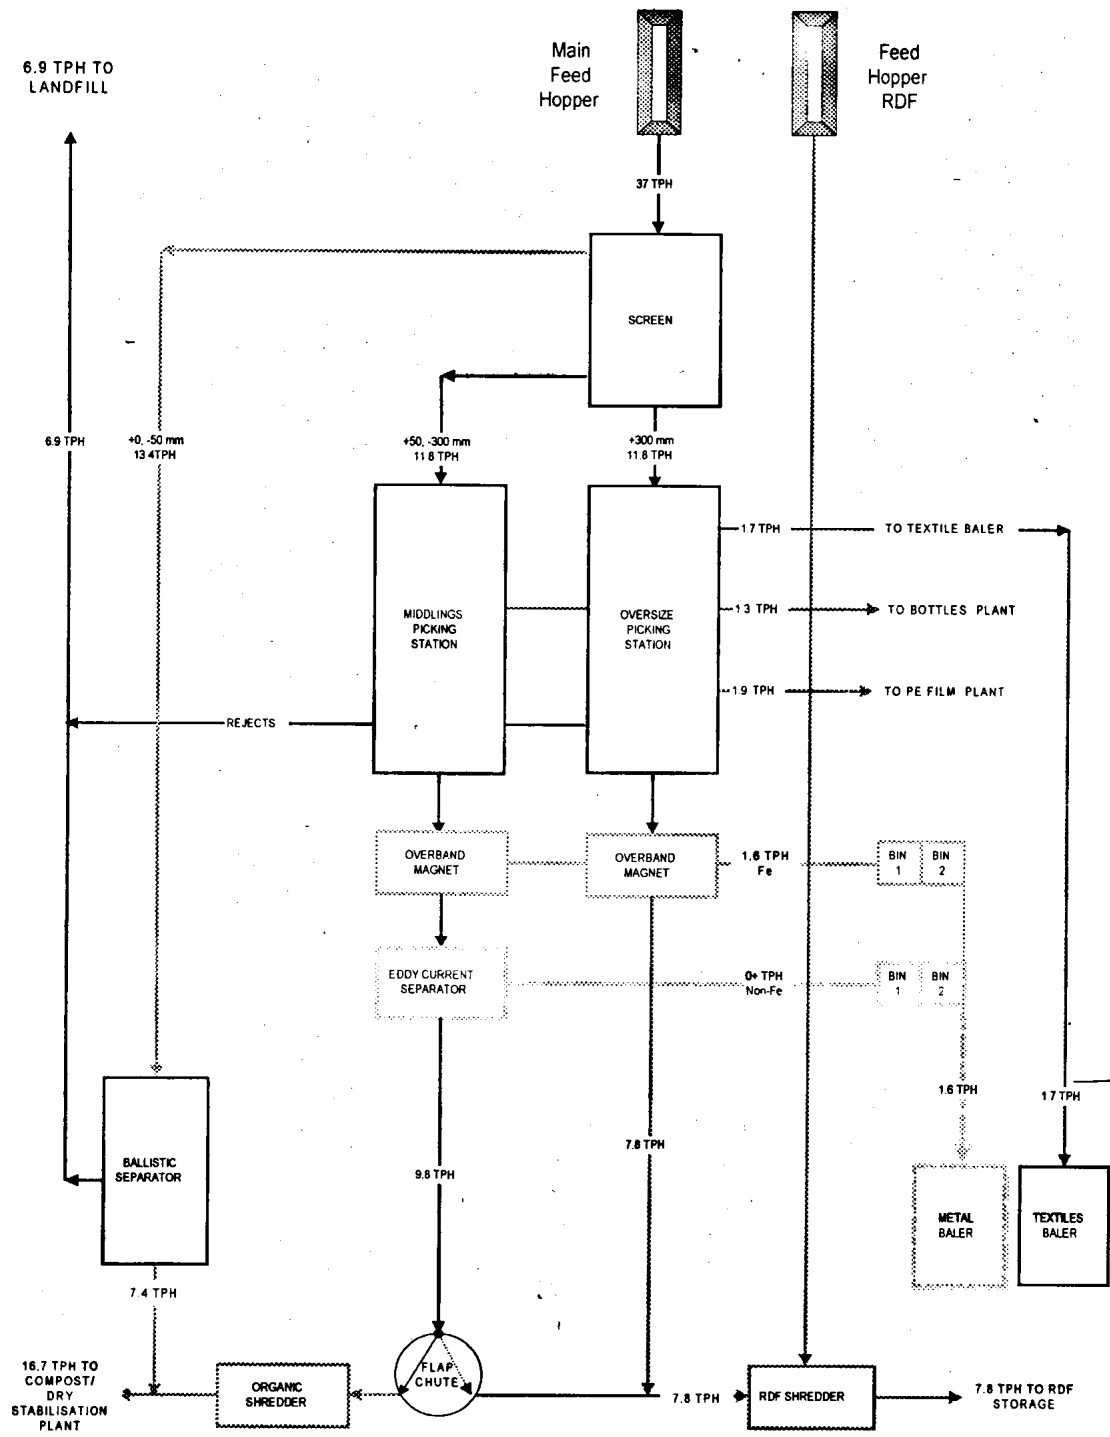 6.9 TPH TO
LANDFILL
Main
Feed
Hopper
Feed
Hopper
RDF
37 TPH
SCREEN
6.9 TPH
+0, -50 mm
13.4TPH
+50, -300 mm
11.8 TPH
+300 mm
11.8 TPH
MIDDLINGS
PICKING
STATION
OVERSIZE
PICKING
STATION
1.7 TPH
TO TEXTILE BALER
1.3 TPH
TO BOTTLES PLANT
1.9 TPH
TO PE FILM PLANT
REJECTS
OVERBAND
MAGNET
OVERBAND
MAGNET
1.6 TPH
Fe
BIN
1
BIN
2
EDDY CURRENT
SEPARATOR
0+ TPH
Non-Fe
BIN
1
BIN
2
1.6 TPH
1.7 TPH
7.8 TPH
9.8 TPH
BALLISTIC
SEPARATOR
METAL
BALER
TEXTILES
BALER
7.4 TPH
16.7 TPH TO
COMPOST/
DRY
STABILISATION
PLANT
ORGANIC
SHREDDER
FLAP
CHUTE
7.8 TPH
RDF SHREDDER
7.8 TPH TO RDF
STORAGE